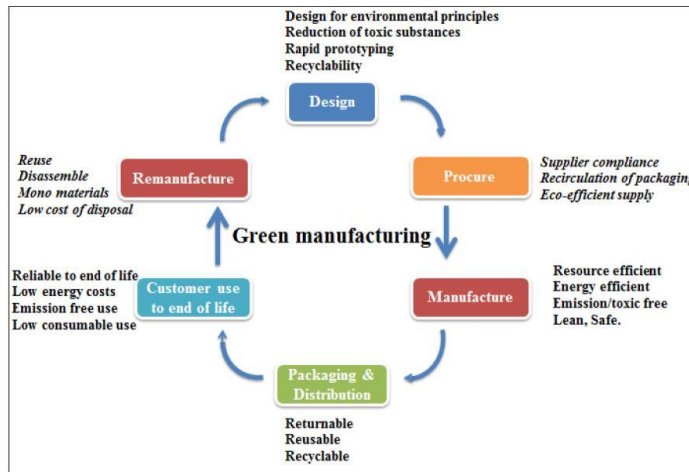 Design for environmental principles
Reduction of toxic substances
Rapid prototyping
Recyclability
Design
Reuse
Disassemble
Mono materials
Low cost of disposal
Remanufacture
Procure
Supplier compliance
Recirculation of packaging
Eco-efficient supply
Green manufacturing
Reliable to end of life
Low energy costs
Emission free use
Low consumable use
Customer use
to end of life
Manufacture
Resource efficient
Energy efficient
Emission/toxic free
Lean, Safe.
Packaging &
Distribution
Returnable
Reusable
Recyclable